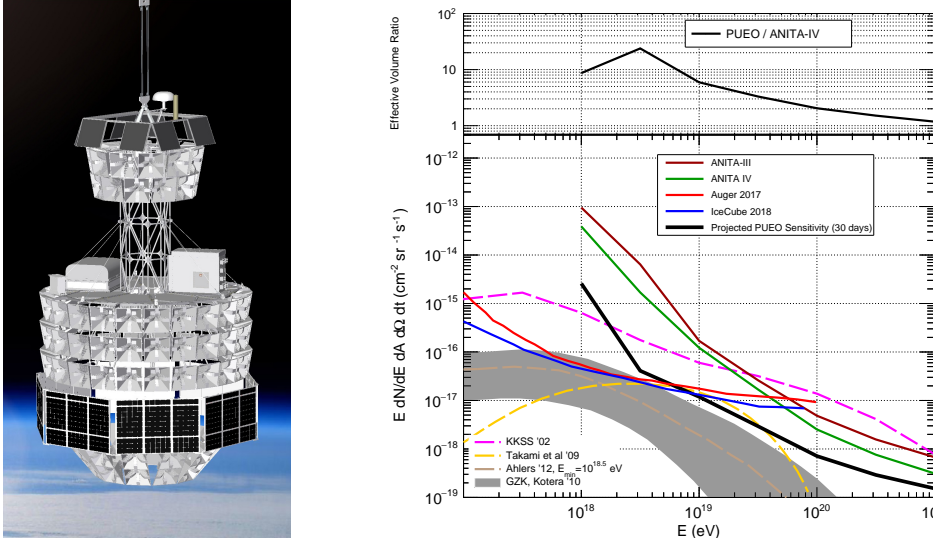 Effective Volume Ratio
10²
10
1
PUEO / ANITA-IV
E dN/dE dA dΩ dt (cm⁻² sr⁻¹ s⁻¹)
10⁻¹²
10⁻¹³
10⁻¹⁴
10⁻¹⁵
10⁻¹⁶
10⁻¹⁷
10⁻¹⁸
10⁻¹⁹
ANITA-III
ANITA IV
Auger 2017
IceCube 2018
Projected PUEO Sensitivity (30 days)
KKSS '02
Takami et al '09
Ahlers '12, E_min=10¹⁸·⁵ eV
GZK, Kotera '10
10¹⁸
10¹⁹
10²⁰
E (eV)